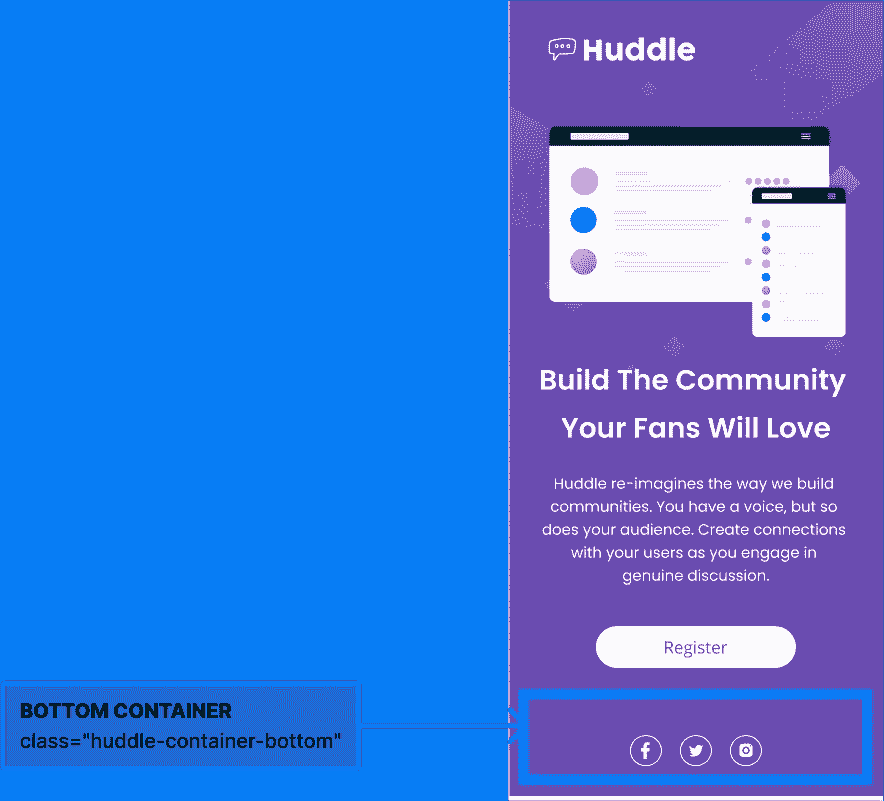 Huddle
Build The Community
Your Fans Will Love
Huddle re-imagines the way we build
communities. You have a voice, but so
does your audience. Create connections
with your users as you engage in
genuine discussion.
Register
BOTTOM CONTAINER
class="huddle-container-bottom"